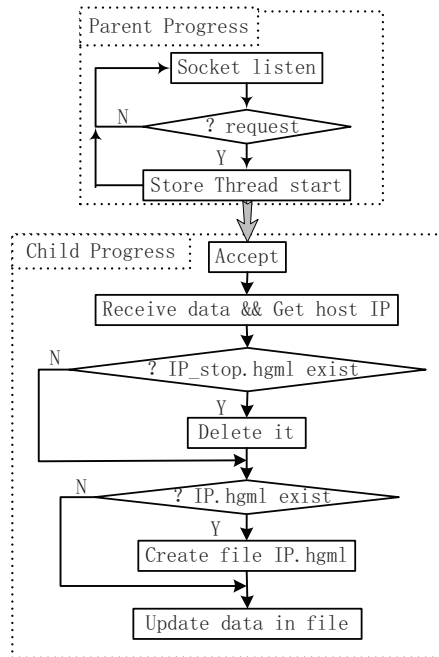 Parent Progress
Socket listen
N
? request
Y
Store Thread start
Child Progress
Accept
Receive data && Get host IP
N
? IP_stop.hgml exist
Y
Delete it
N
? IP.hgml exist
Y
Create file IP.hgml
Update data in file